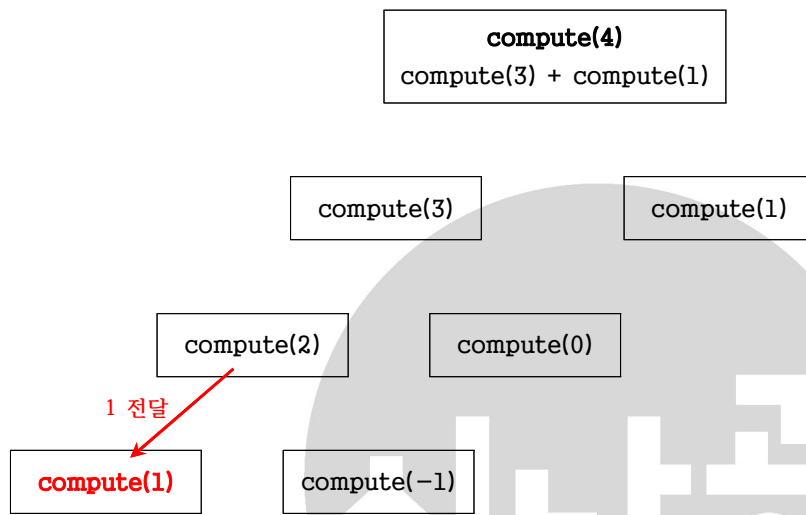 compute(4)
compute(3) + compute(1)
compute(3)
compute(1)
compute(2)
compute(0)
1 전달
compute(1)
compute(−1)